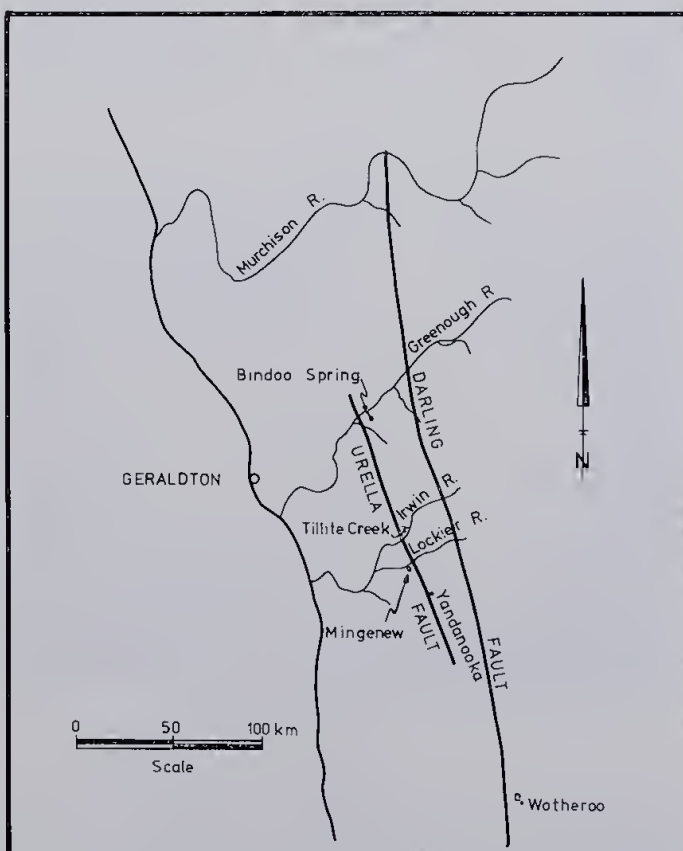 Murchison R.
Greenough R
Bindoo Spring
DARLING
GERALDTON
URELLA
Irwin R.
Tillite Creek
Lockier R.
N
Mingenew
FAULT
Yandanooka
FAULT
0 50 100 km
Scale
Wotheroo